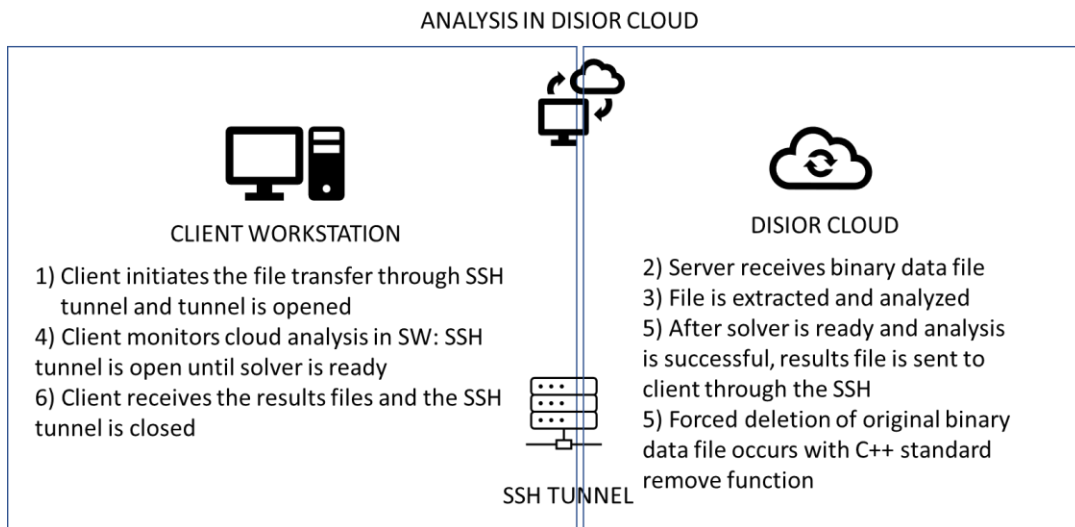 ANALYSIS IN DISIOR CLOUD
CLIENT WORKSTATION
1) Client initiates the file transfer through SSH
tunnel and tunnel is opened
4) Client monitors cloud analysis in SW: SSH
tunnel is open until solver is ready
6) Client receives the results files and the SSH
tunnel is closed
DISIOR CLOUD
2) Server receives binary data file
3) File is extracted and analyzed
5) After solver is ready and analysis
is successful, results file is sent to
client through the SSH
5) Forced deletion of original binary
data file occurs with C++ standard
remove function
SSH TUNNEL